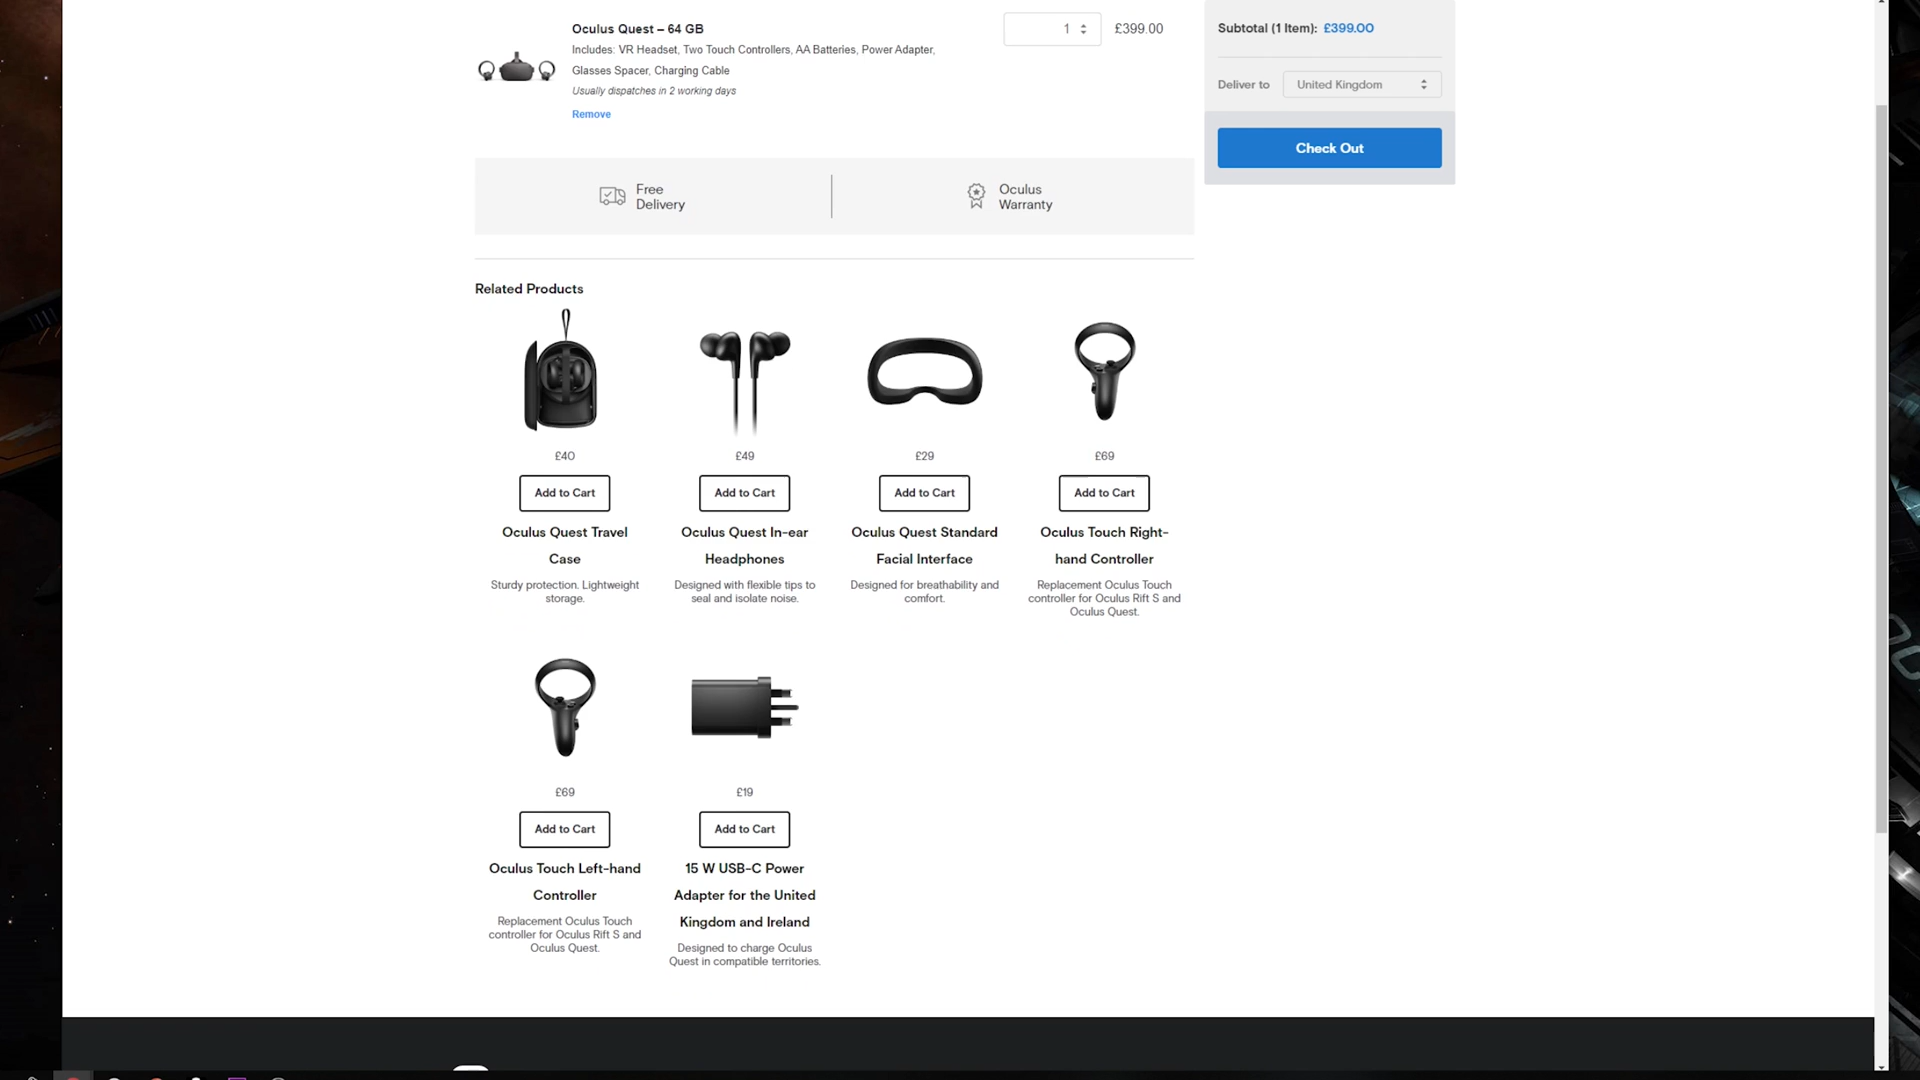 Oculus Quest – 64 GB
1
£399.00
Includes: VR Headset, Two Touch Controllers, AA Batteries, Power Adapter,
Glasses Spacer, Charging Cable
Usually dispatches in 2 working days
Remove
Subtotal (1 Item): £399.00
Deliver to
United Kingdom
Check Out
Free
Delivery
Oculus
Warranty
Related Products
£40
Add to Cart
Oculus Quest Travel
Case
Sturdy protection. Lightweight
storage.
£49
Add to Cart
Oculus Quest In-ear
Headphones
Designed with flexible tips to
seal and isolate noise.
£29
Add to Cart
Oculus Quest Standard
Facial Interface
Designed for breathability and
comfort.
£69
Add to Cart
Oculus Touch Right-
hand Controller
Replacement Oculus Touch
controller for Oculus Rift S and
Oculus Quest.
£69
Add to Cart
Oculus Touch Left-hand
Controller
Replacement Oculus Touch
controller for Oculus Rift S and
Oculus Quest.
£19
Add to Cart
15 W USB-C Power
Adapter for the United
Kingdom and Ireland
Designed to charge Oculus
Quest in compatible territories.